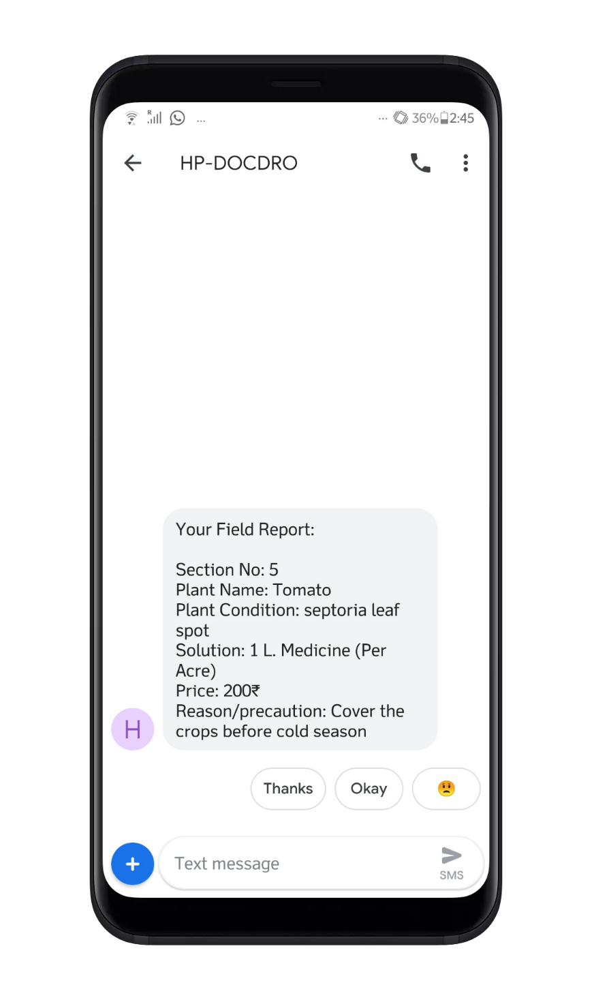 R
... ... 36% 2:45
HP-DOCDRO
Your Field Report:
Section No: 5
Plant Name: Tomato
Plant Condition: septoria leaf
spot
Solution: 1 L. Medicine (Per
Acre)
Price: 200₹
Reason/precaution: Cover the
crops before cold season
H
Thanks
Okay
Text message
SMS